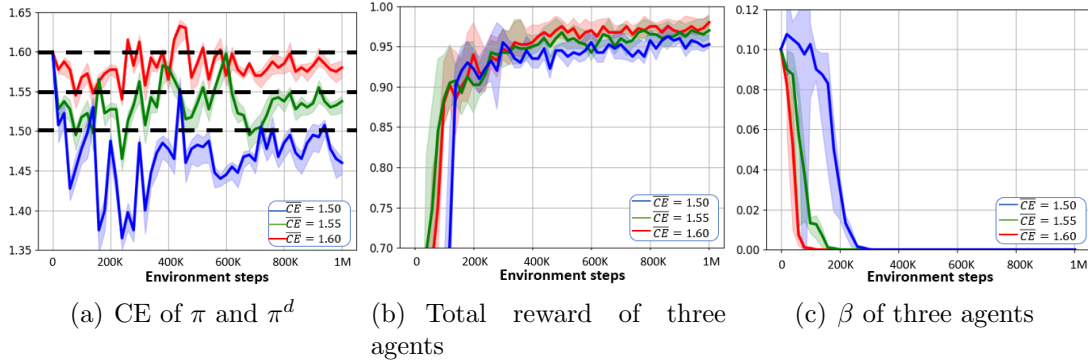 1.65
1.60
1.55
1.50
1.45
1.40
1.35
0
200K
400K
600K
800K
1M
Environment steps
CE = 1.50
CE = 1.55
CE = 1.60
(a) CE of π and π^d
1.00
0.95
0.90
0.85
0.80
0.75
0.70
0
200K
400K
600K
800K
1M
Environment steps
CE = 1.50
CE = 1.55
CE = 1.60
(b) Total reward of three
agents
0.12
0.10
0.08
0.06
0.04
0.02
0.00
0
200K
400K
600K
800K
1M
Environment steps
CE = 1.50
CE = 1.55
CE = 1.60
(c) β of three agents